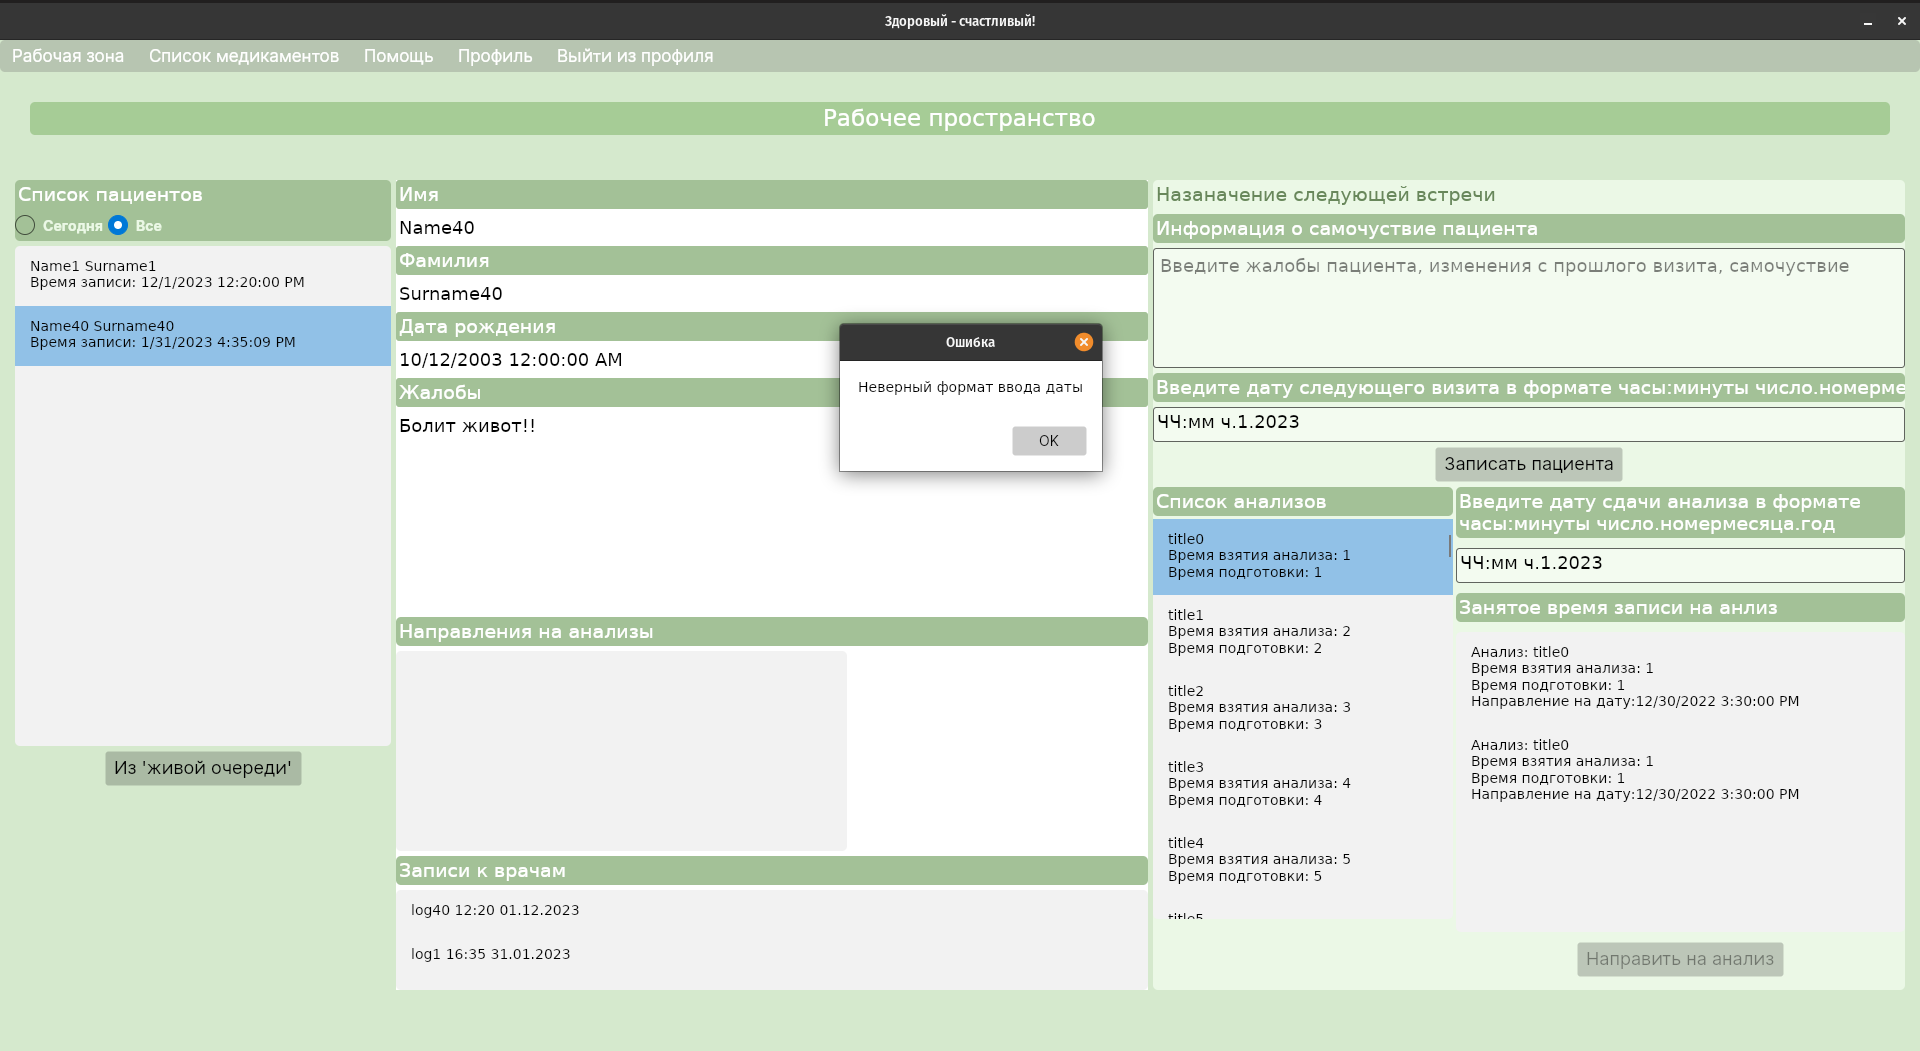 Здоровый - счастливый!
Рабочая зона Список медикаментов Помощь Профиль Выйти из профиля
Рабочее пространство
Список пациентов
Сегодня Все
Name1 Surname1
Время записи: 12/1/2023 12:20:00 PM
Name40 Surname40
Время записи: 1/31/2023 4:35:09 PM
Из 'живой очереди'
Имя
Name40
Фамилия
Surname40
Дата рождения
10/12/2003 12:00:00 AM
Жалобы
Болит живот!!
Направления на анализы
Записи к врачам
log40 12:20 01.12.2023
log1 16:35 31.01.2023
Ошибка
Неверный формат ввода даты
OK
Назаначение следующей встречи
Информация о самочуствие пациента
Введите жалобы пациента, изменения с прошлого визита, самочуствие
Введите дату следующего визита в формате часы:минуты число.номерме
ЧЧ:мм ч.1.2023
Записать пациента
Список анализов
title0
Время взятия анализа: 1
Время подготовки: 1
title1
Время взятия анализа: 2
Время подготовки: 2
title2
Время взятия анализа: 3
Время подготовки: 3
title3
Время взятия анализа: 4
Время подготовки: 4
title4
Время взятия анализа: 5
Время подготовки: 5
title5
Введите дату сдачи анализа в формате
часы:минуты число.номермесяца.год
ЧЧ:мм ч.1.2023
Занятое время записи на анлиз
Анализ: title0
Время взятия анализа: 1
Время подготовки: 1
Направление на дату:12/30/2022 3:30:00 PM
Анализ: title0
Время взятия анализа: 1
Время подготовки: 1
Направление на дату:12/30/2022 3:30:00 PM
Направить на анализ